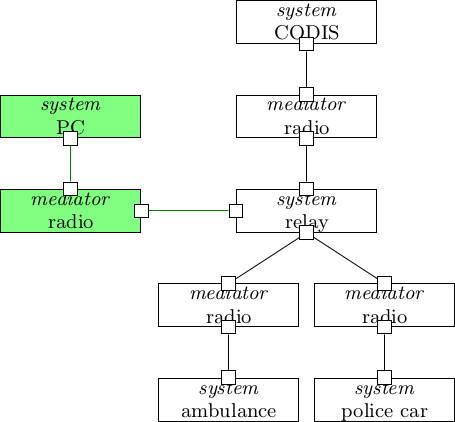 system
CODIS
system
PC
mediator
radio
mediator
radio
system
relay
mediator
radio
mediator
radio
system
ambulance
system
police car